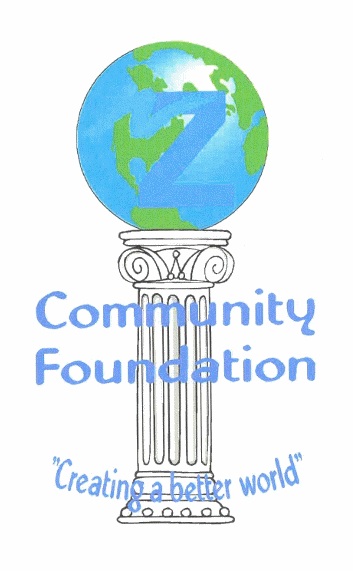 Z
Community
Foundation
"Creating a better world"